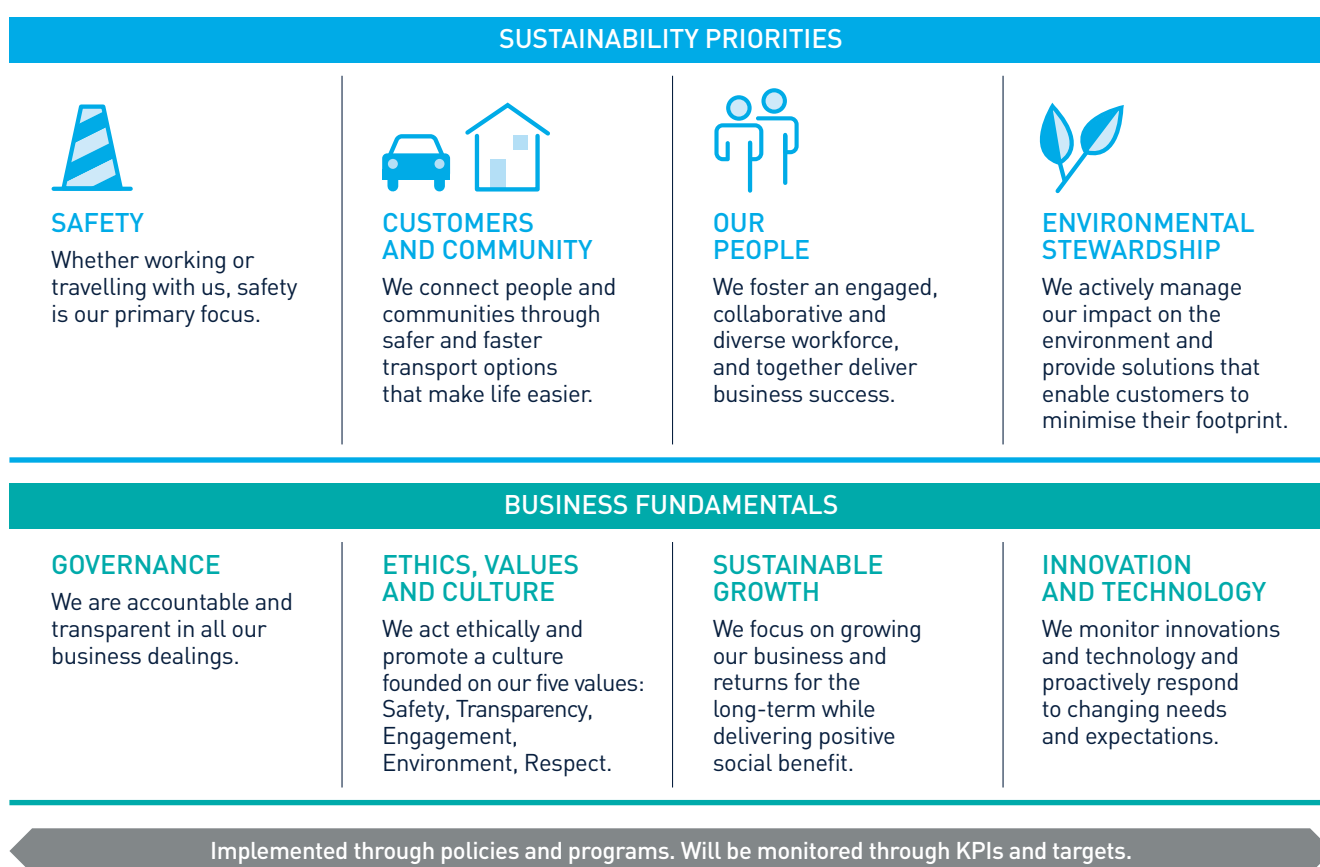 SUSTAINABILITY PRIORITIES
SAFETY
Whether working or
travelling with us, safety
is our primary focus.
CUSTOMERS
AND COMMUNITY
We connect people and
communities through
safer and faster
transport options
that make life easier.
OUR
PEOPLE
We foster an engaged,
collaborative and
diverse workforce,
and together deliver
business success.
ENVIRONMENTAL
STEWARDSHIP
We actively manage
our impact on the
environment and
provide solutions that
enable customers to
minimise their footprint.
BUSINESS FUNDAMENTALS
GOVERNANCE
We are accountable and
transparent in all our
business dealings.
ETHICS, VALUES
AND CULTURE
We act ethically and
promote a culture
founded on our five values:
Safety, Transparency,
Engagement,
Environment, Respect.
SUSTAINABLE
GROWTH
We focus on growing
our business and
returns for the
long-term while
delivering positive
social benefit.
INNOVATION
AND TECHNOLOGY
We monitor innovations
and technology and
proactively respond
to changing needs
and expectations.
Implemented through policies and programs. Will be monitored through KPIs and targets.